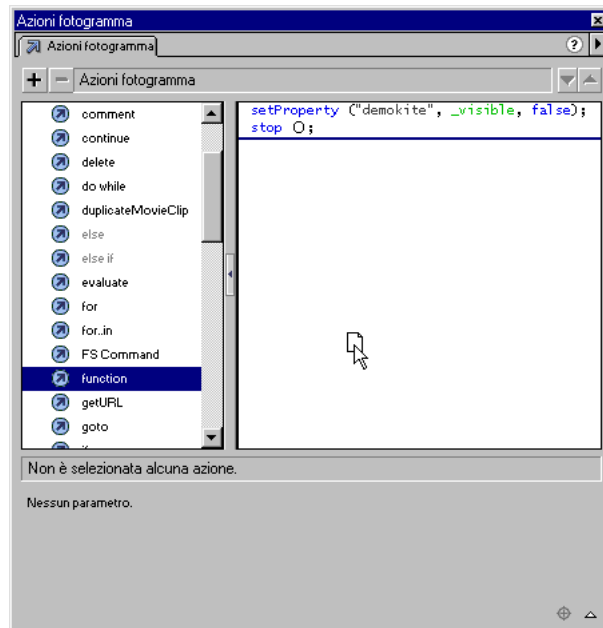 Azioni fotogramma
Azioni fotogramma
?
Azioni fotogramma
comment
continue
delete
do while
duplicateMovieClip
else
else if
evaluate
for
for..in
FS Command
function
getURL
goto
setProperty ("demokite", _visible, false);
stop ();
Non è selezionata alcuna azione.
Nessun parametro.